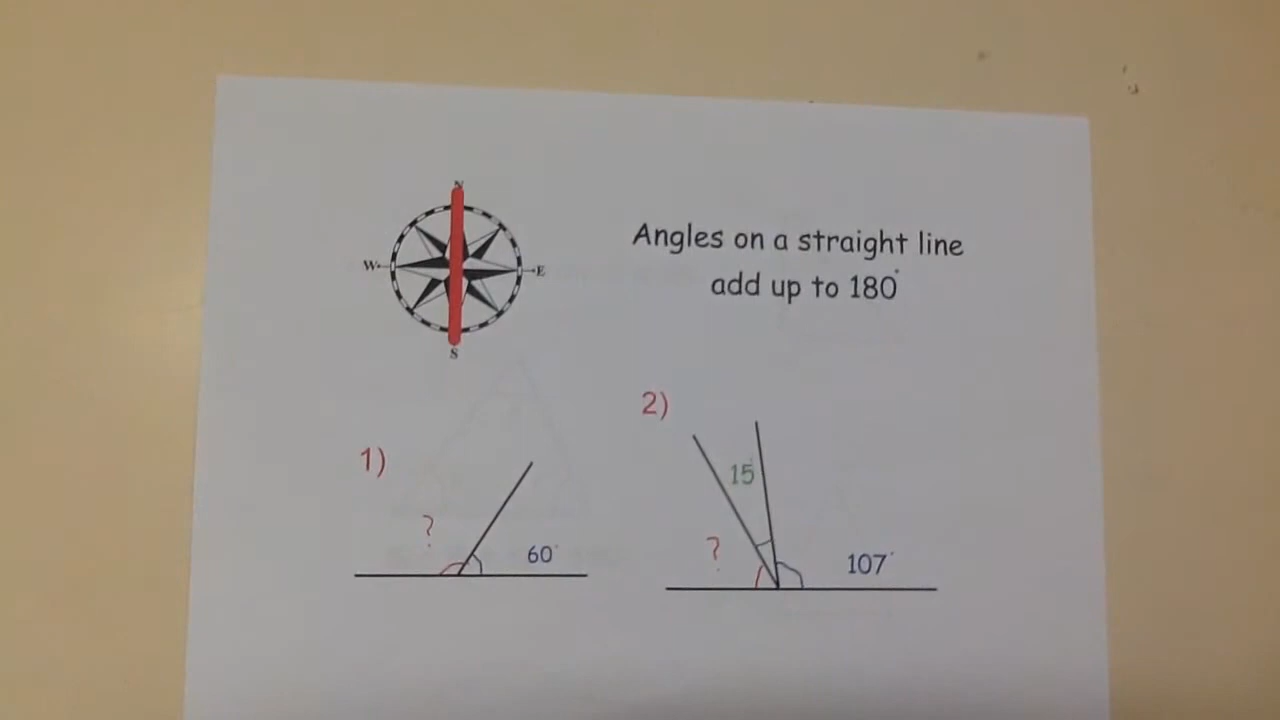 N
W
E
S
Angles on a straight line
add up to 180°
2)
15°
1)
?
60°
?
107°